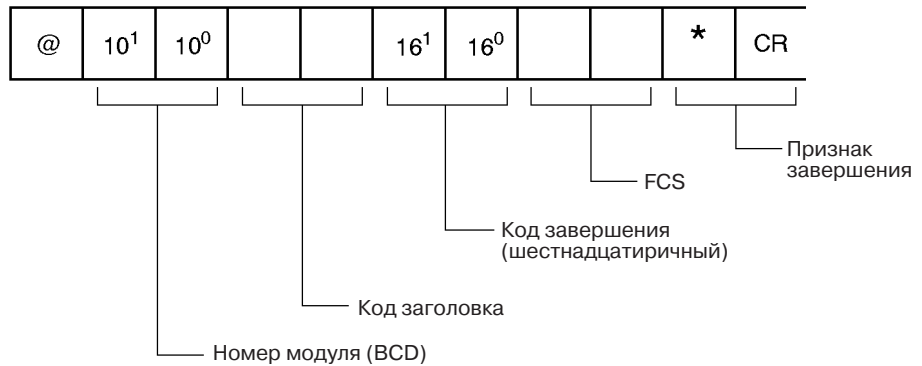 @ 10¹ 10⁰ 16¹ 16⁰ * CR
Признак
завершения
FCS
Код завершения
(шестнадцатиричный)
Код заголовка
Номер модуля (BCD)